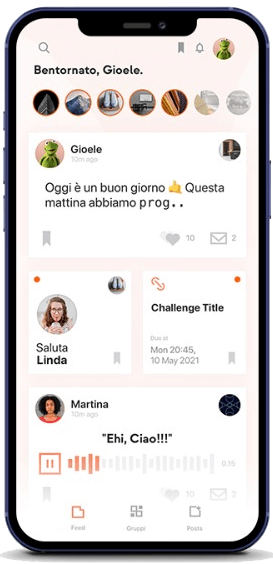 Bentornato, Gioele.
Gioele
10m ago
Oggi è un buon giorno 🤙 Questa
mattina abbiamo prog..
10
2
Saluta
Linda
Challenge Title
Due at
Mon 20:45,
10 May 2021
Martina
10m ago
"Ehi, Ciao!!!"
0.15
10
2
Feed
Gruppi
Posts